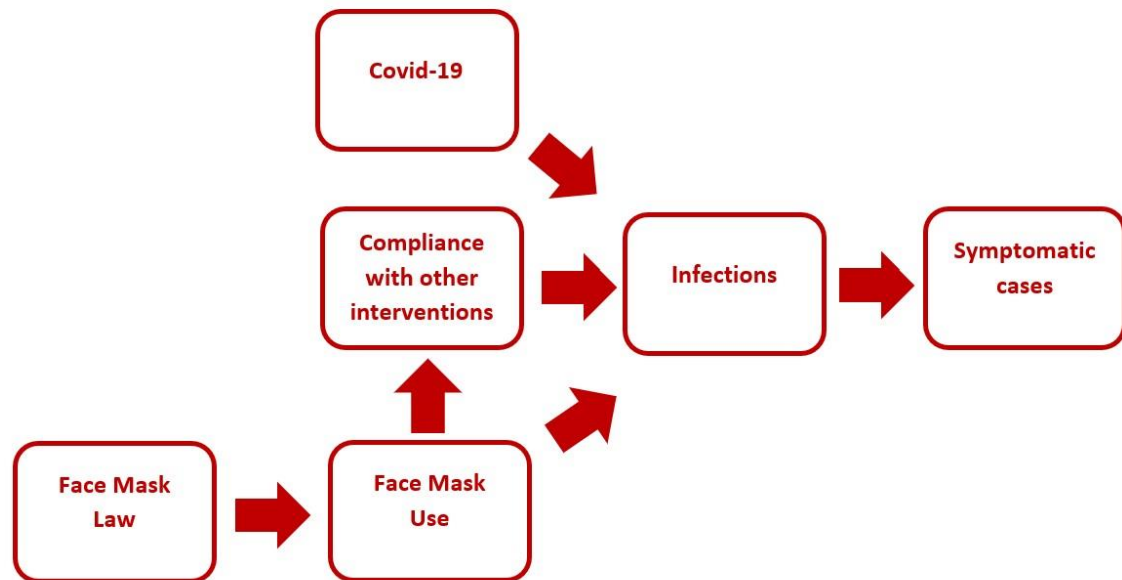 Covid-19
Compliance
with other
interventions
Infections
Symptomatic
cases
Face Mask
Law
Face Mask
Use